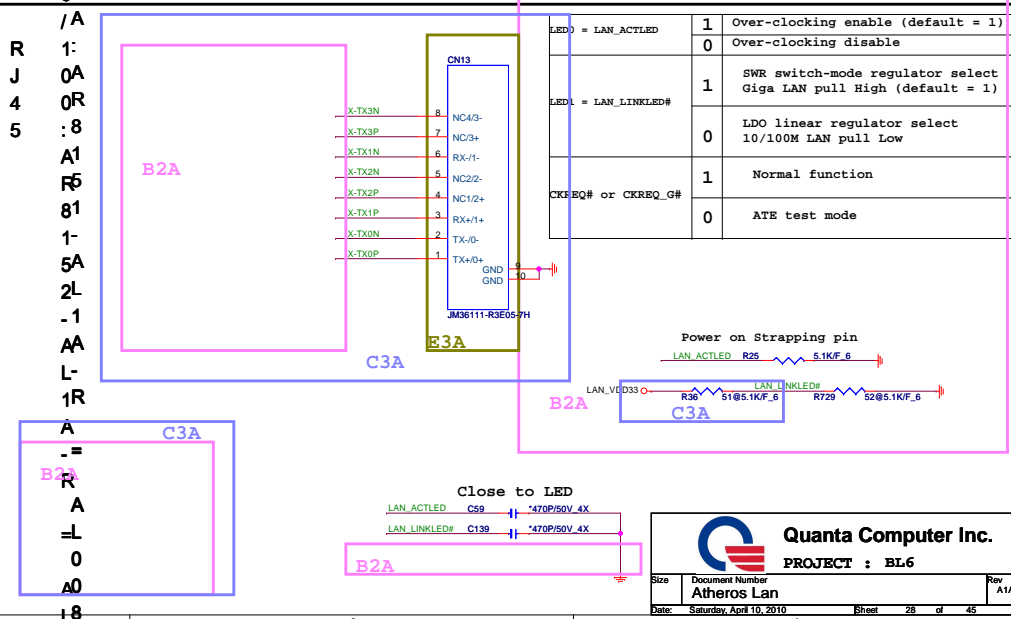 RJ45
LED0 = LAN_ACTLED
1 Over-clocking enable (default = 1)
0 Over-clocking disable
LED1 = LAN_LINKLED#
1 SWR switch-mode regulator select
Giga LAN pull High (default = 1)
0 LDO linear regulator select
10/100M LAN pull Low
CKREQ# or CKREQ_G#
1 Normal function
0 ATE test mode
CN13
X-TX3N 8 NC4/3-
X-TX3P 7 NC/3+
X-TX1N 6 RX-/1-
X-TX2N 5 NC2/2-
X-TX2P 4 NC1/2+
X-TX1P 3 RX+/1+
X-TX0N 2 TX-/0-
X-TX0P 1 TX+/0+
GND 9
GND 10
JM36111-R3E05-7H
B2A
E3A
C3A
Power on Strapping pin
LAN_ACTLED R25 5.1K/F_6
LAN_VDD33 LAN_LINKLED#
R36 51@5.1K/F_6 R729 52@5.1K/F_6
B2A
C3A
C3A
B2A
Close to LED
LAN_ACTLED C59 *470P/50V_4X
LAN_LINKLED# C139 *470P/50V_4X
B2A
Quanta Computer Inc.
PROJECT : BL6
Size Document Number Rev
Atheros Lan A1A
Date: Saturday, April 10, 2010 Sheet 28 of 45